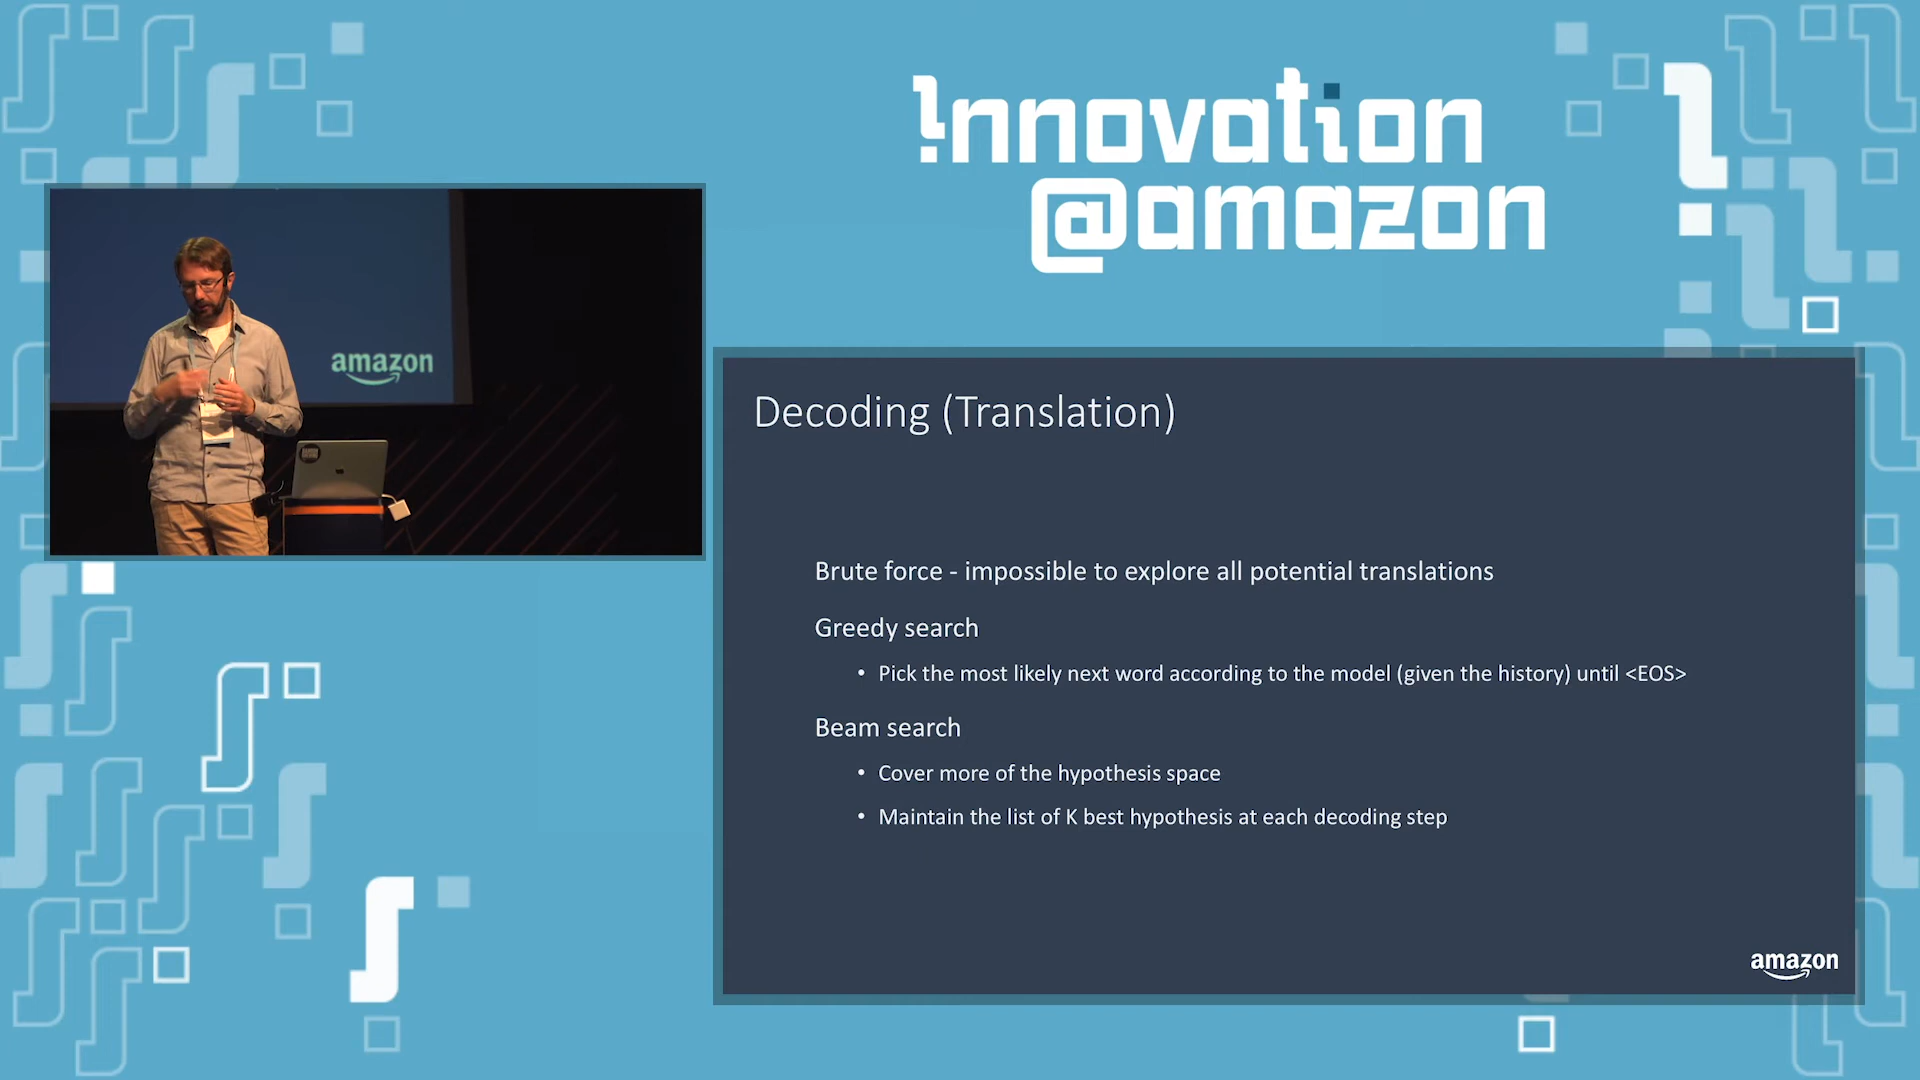 Innovation
@amazon
amazon
Decoding (Translation)
Brute force - impossible to explore all potential translations
Greedy search
• Pick the most likely next word according to the model (given the history) until <EOS>
Beam search
• Cover more of the hypothesis space
• Maintain the list of K best hypothesis at each decoding step
amazon